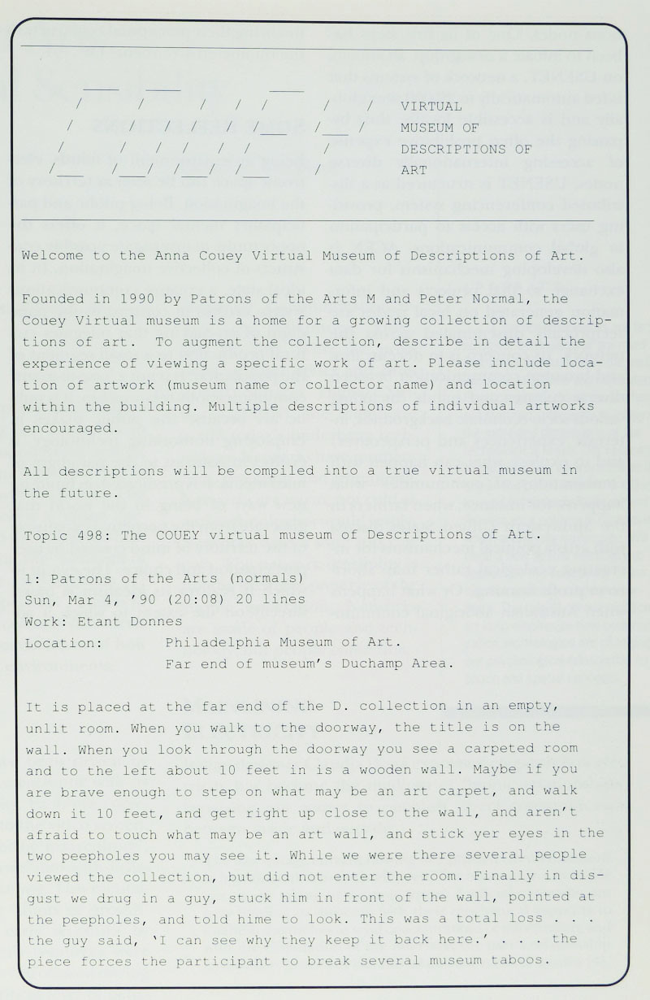 VIRTUAL
MUSEUM OF
DESCRIPTIONS OF
ART
Welcome to the Anna Couey Virtual Museum of Descriptions of Art.
Founded in 1990 by Patrons of the Arts M and Peter Normal, the
Couey Virtual museum is a home for a growing collection of descrip-
tions of art.  To augment the collection, describe in detail the
experience of viewing a specific work of art. Please include loca-
tion of artwork (museum name or collector name) and location
within the building. Multiple descriptions of individual artworks
encouraged.
All descriptions will be compiled into a true virtual museum in
the future.
Topic 498: The COUEY virtual museum of Descriptions of Art.
1: Patrons of the Arts (normals)
Sun, Mar 4, '90 (20:08) 20 lines
Work: Etant Donnes
Location: Philadelphia Museum of Art.
Far end of museum's Duchamp Area.
It is placed at the far end of the D. collection in an empty,
unlit room. When you walk to the doorway, the title is on the
wall. When you look through the doorway you see a carpeted room
and to the left about 10 feet in is a wooden wall. Maybe if you
are brave enough to step on what may be an art carpet, and walk
down it 10 feet, and get right up close to the wall, and aren't
afraid to touch what may be an art wall, and stick yer eyes in the
two peepholes you may see it. While we were there several people
viewed the collection, but did not enter the room. Finally in dis-
gust we drug in a guy, stuck him in front of the wall, pointed at
the peepholes, and told hime to look. This was a total loss . . .
the guy said, 'I can see why they keep it back here.' . . . the
piece forces the participant to break several museum taboos.